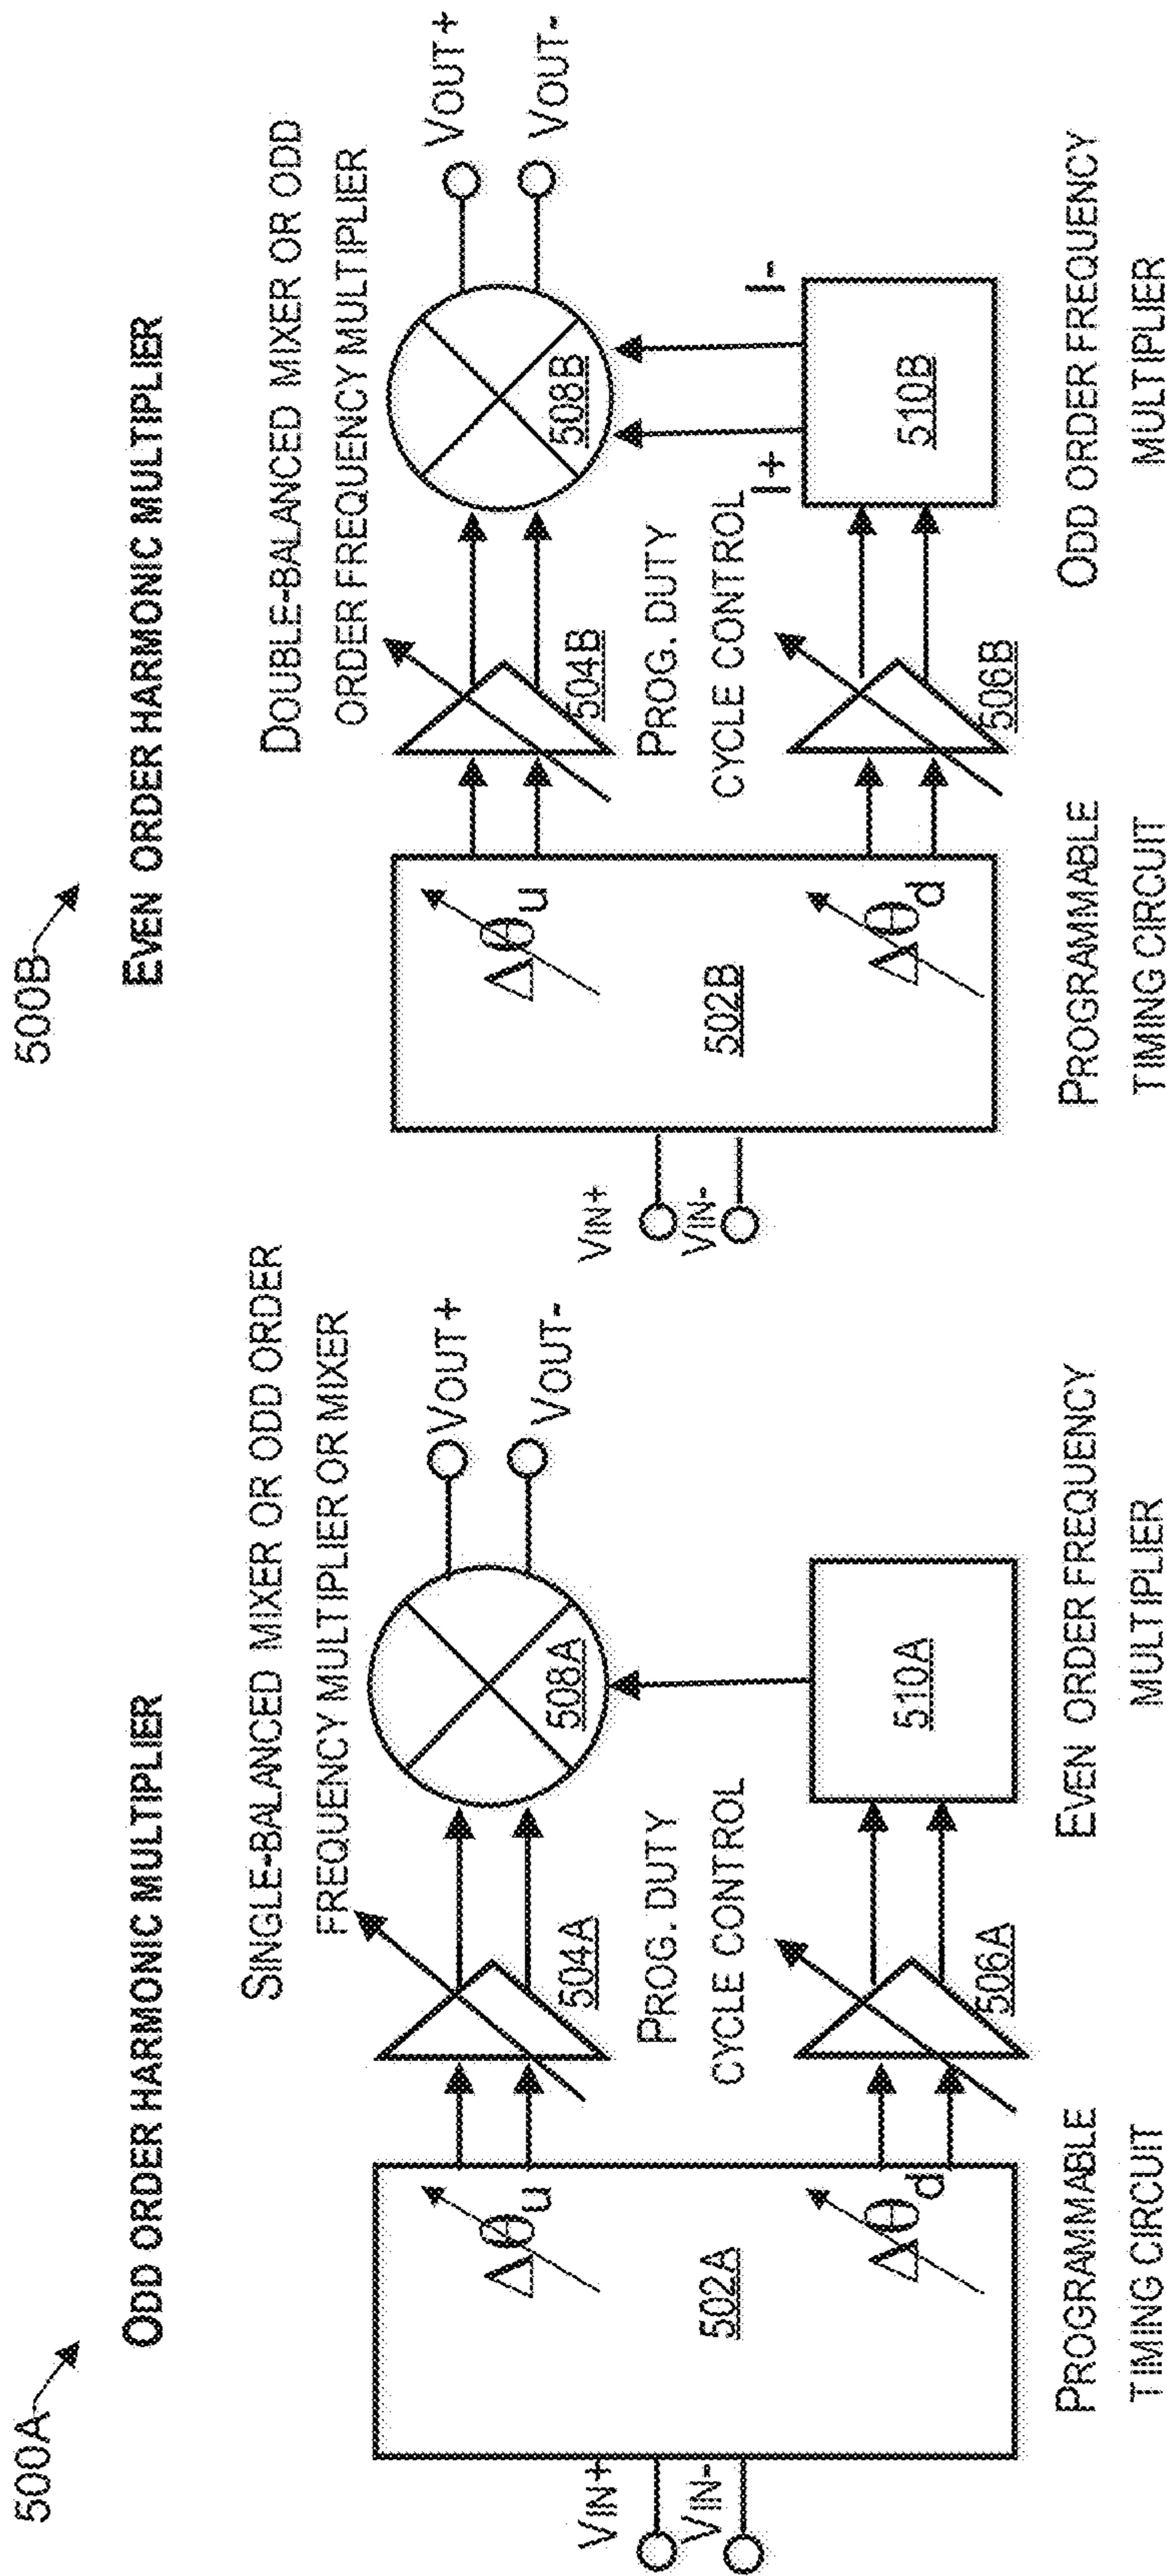 500A
ODD ORDER HARMONIC MULTIPLIER
SINGLE-BALANCED MIXER OR ODD ORDER
FREQUENCY MULTIPLIER OR MIXER
VIN+
VIN-
Δθu
502A
Δθd
504A
PROG. DUTY
CYCLE CONTROL
506A
508A
510A
VOUT+
VOUT-
PROGRAMMABLE
TIMING CIRCUIT
EVEN ORDER FREQUENCY
MULTIPLIER
500B
EVEN ORDER HARMONIC MULTIPLIER
DOUBLE-BALANCED MIXER OR ODD
ORDER FREQUENCY MULTIPLIER
VIN+
VIN-
Δθu
502B
Δθd
504B
PROG. DUTY
CYCLE CONTROL
506B
508B
I+
I-
510B
VOUT+
VOUT-
PROGRAMMABLE
TIMING CIRCUIT
ODD ORDER FREQUENCY
MULTIPLIER